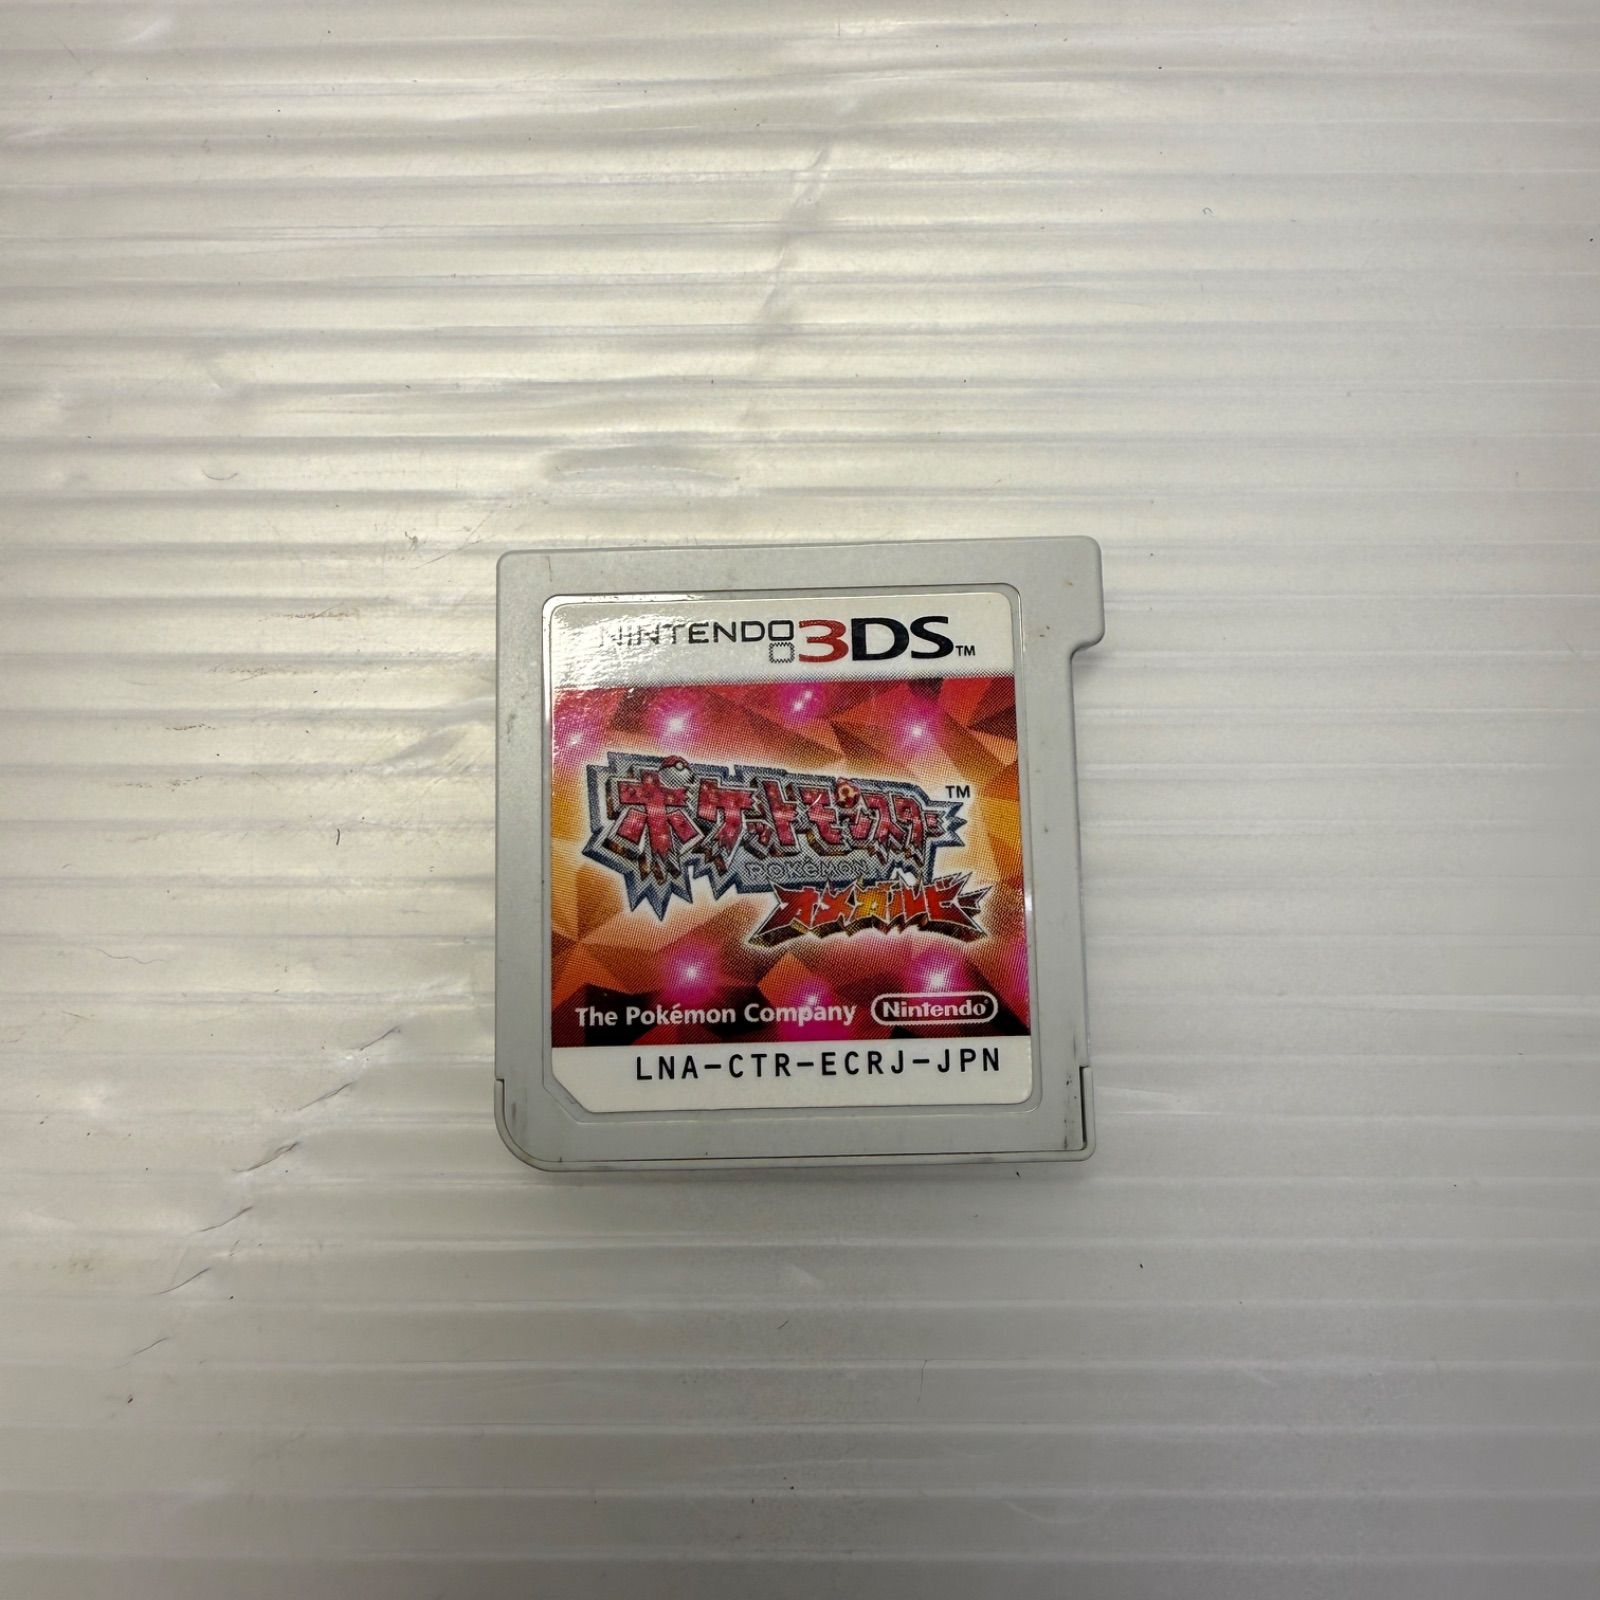 NINTENDO 3DS™
ポケットモンスター™
POKéMON
オメガルビー
The Pokémon Company Nintendo®
LNA-CTR-ECRJ-JPN